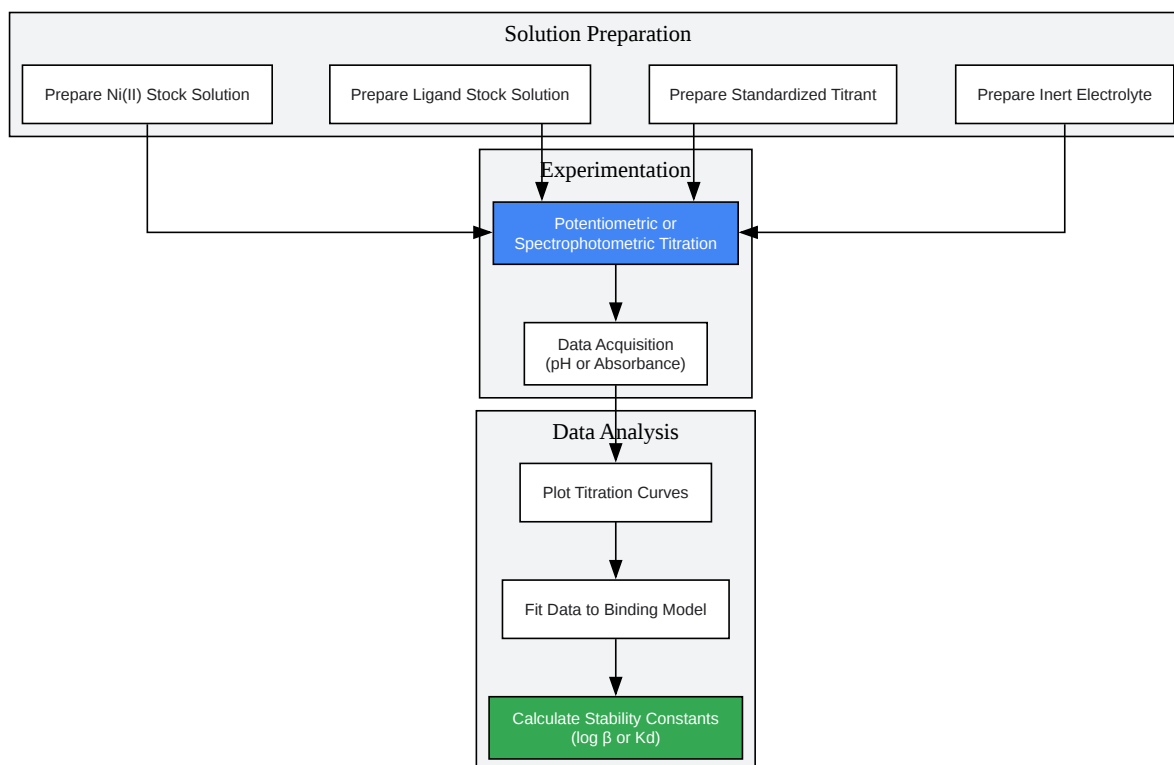 Solution Preparation
Prepare Ni(II) Stock Solution
Prepare Ligand Stock Solution
Prepare Standardized Titrant
Prepare Inert Electrolyte
Experimentation
Potentiometric or
Spectrophotometric Titration
Data Acquisition
(pH or Absorbance)
Data Analysis
Plot Titration Curves
Fit Data to Binding Model
Calculate Stability Constants
(log β or Kd)